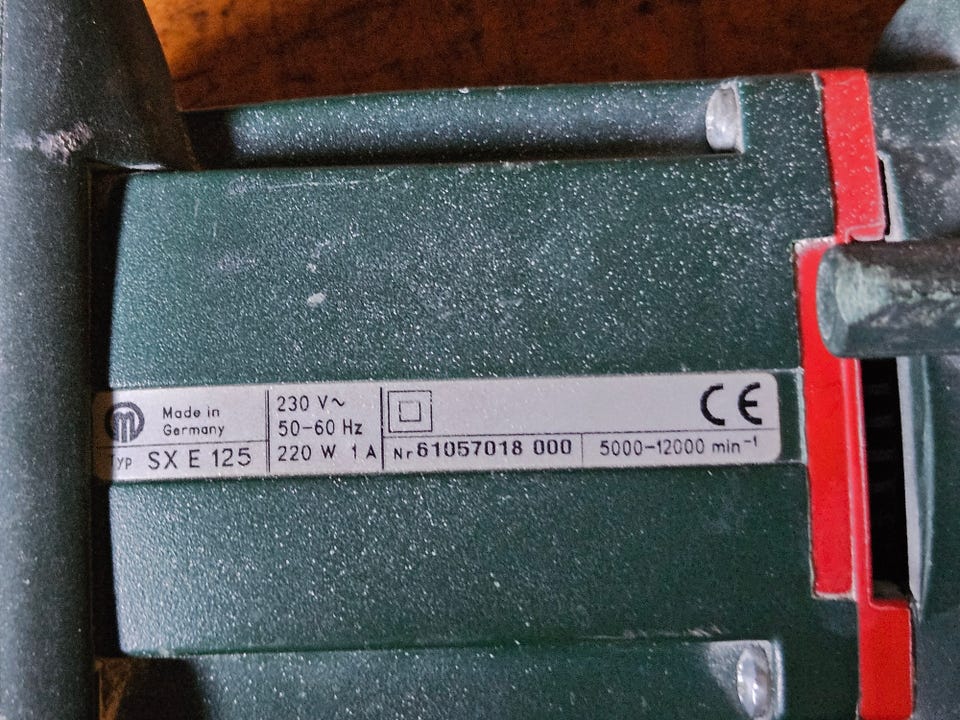 Made in
Germany
TYP SX E 125
230 V~
50-60 Hz
220 W 1 A
CE
Nr 61057018 000
5000-12000 min⁻¹